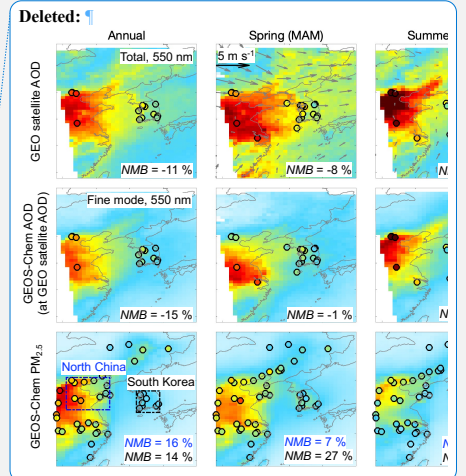 Deleted: ¶
Annual
Spring (MAM)
Summe
GEO satellite AOD
Total, 550 nm
NMB = -11 %
5 m s-1
NMB = -8 %
N
GEOS-Chem AOD
(at GEO satellite AOD)
Fine mode, 550 nm
NMB = -15 %
NMB = -1 %
N
GEOS-Chem PM2.5
North China
South Korea
NMB = 16 %
NMB = 14 %
NMB = 7 %
NMB = 27 %
N
N